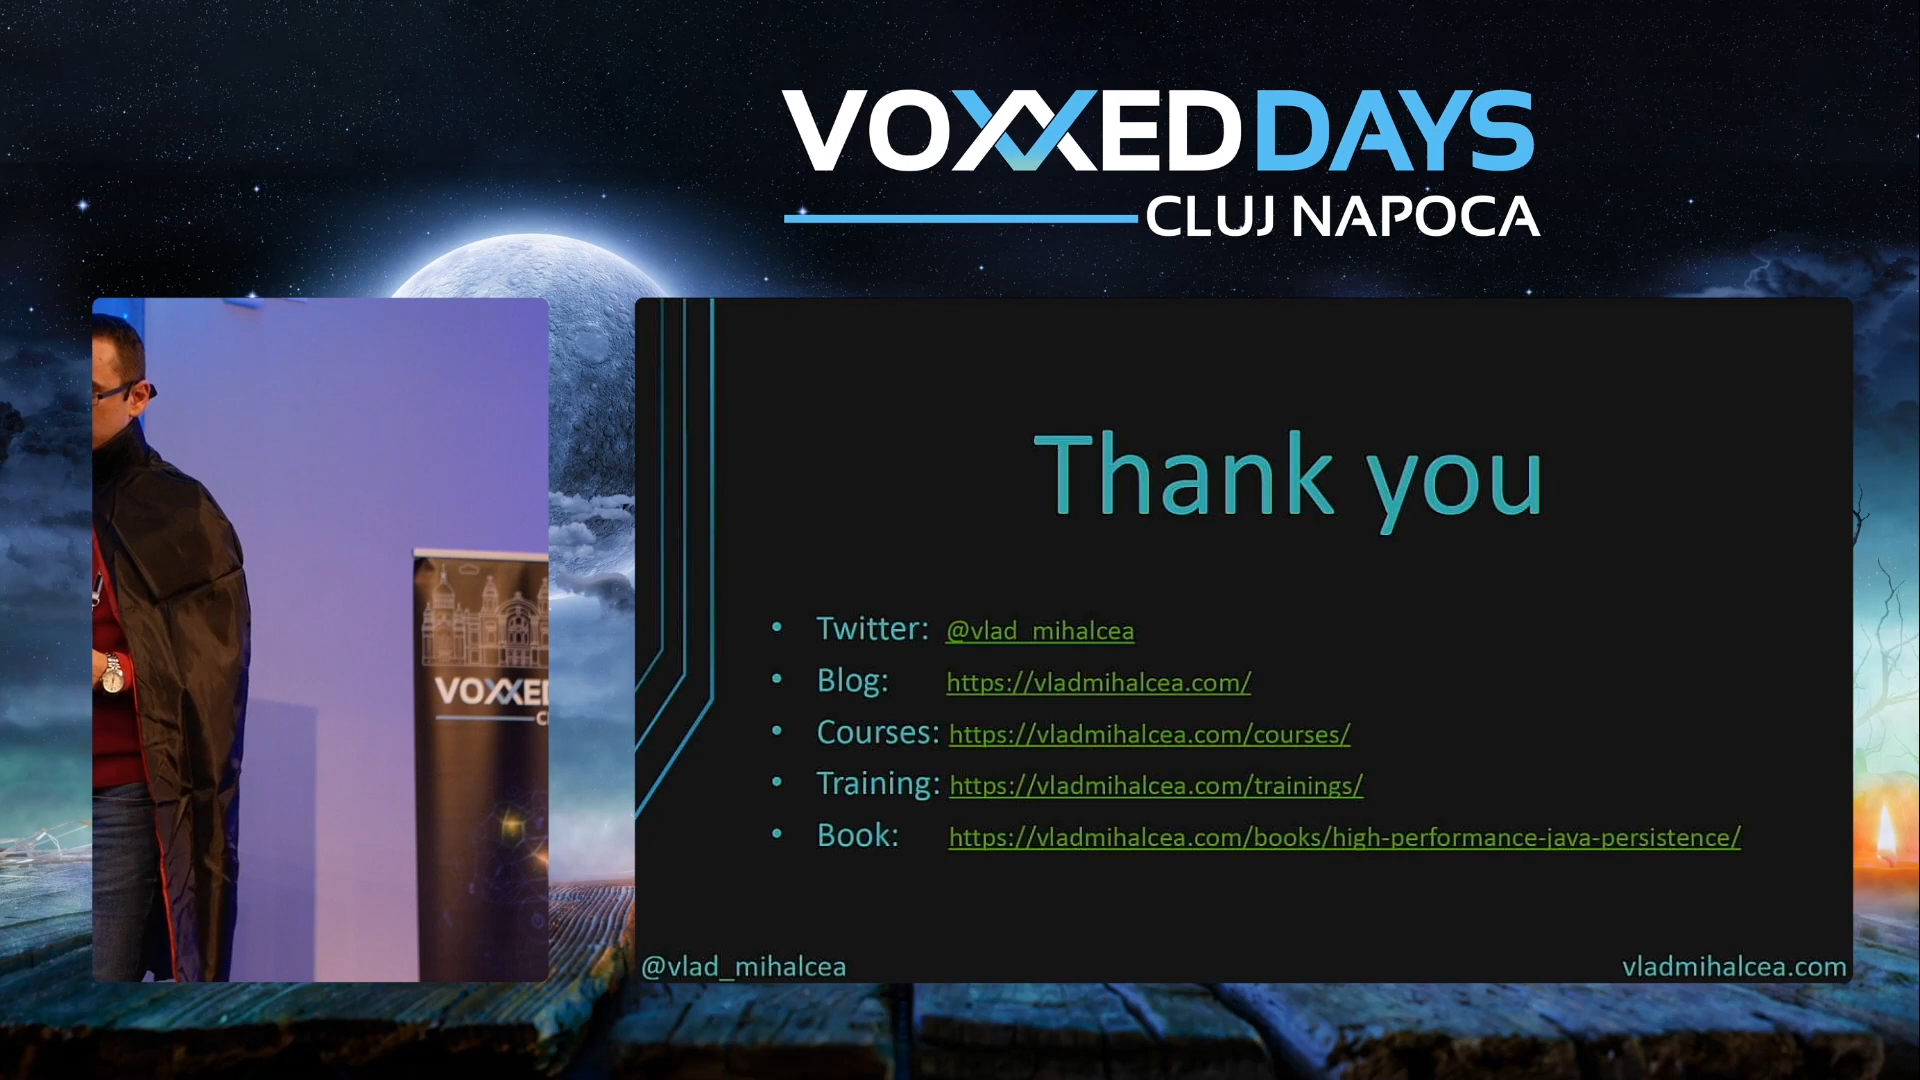 VOXXED DAYS
CLUJ NAPOCA
VOXXED
Thank you
• Twitter: @vlad_mihalcea
• Blog: https://vladmihalcea.com/
• Courses: https://vladmihalcea.com/courses/
• Training: https://vladmihalcea.com/trainings/
• Book: https://vladmihalcea.com/books/high-performance-java-persistence/
@vlad_mihalcea
vladmihalcea.com